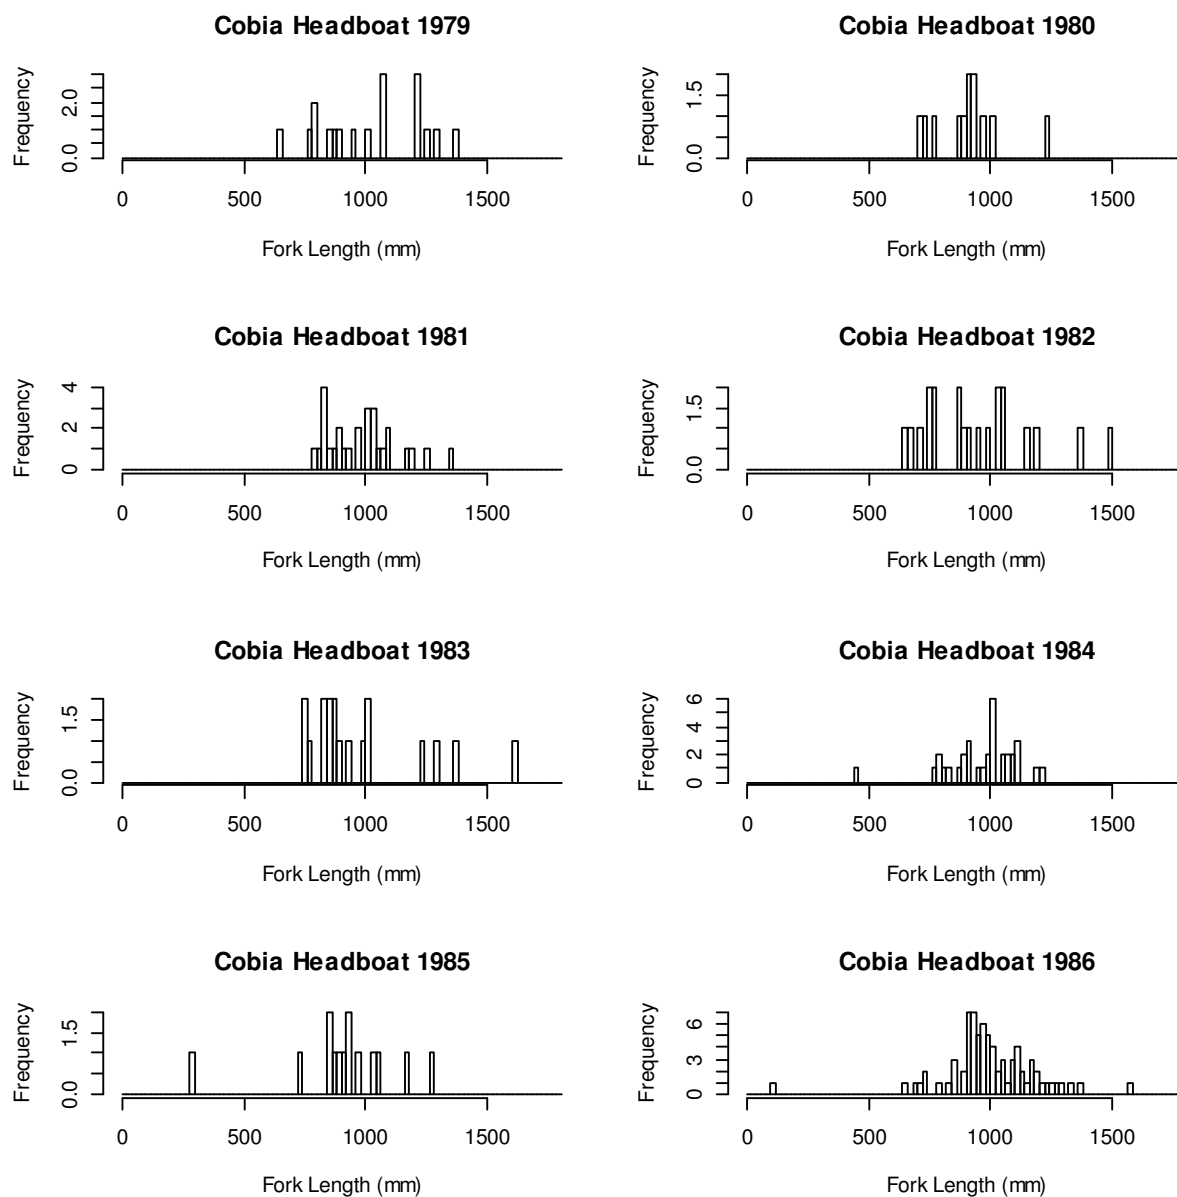 Cobia Headboat 1979
Frequency
0.0 2.0
0 500 1000 1500
Fork Length (mm)
Cobia Headboat 1980
Frequency
0.0 1.5
0 500 1000 1500
Fork Length (mm)
Cobia Headboat 1981
Frequency
0 2 4
0 500 1000 1500
Fork Length (mm)
Cobia Headboat 1982
Frequency
0.0 1.5
0 500 1000 1500
Fork Length (mm)
Cobia Headboat 1983
Frequency
0.0 1.5
0 500 1000 1500
Fork Length (mm)
Cobia Headboat 1984
Frequency
0 2 4 6
0 500 1000 1500
Fork Length (mm)
Cobia Headboat 1985
Frequency
0.0 1.5
0 500 1000 1500
Fork Length (mm)
Cobia Headboat 1986
Frequency
0 3 6
0 500 1000 1500
Fork Length (mm)